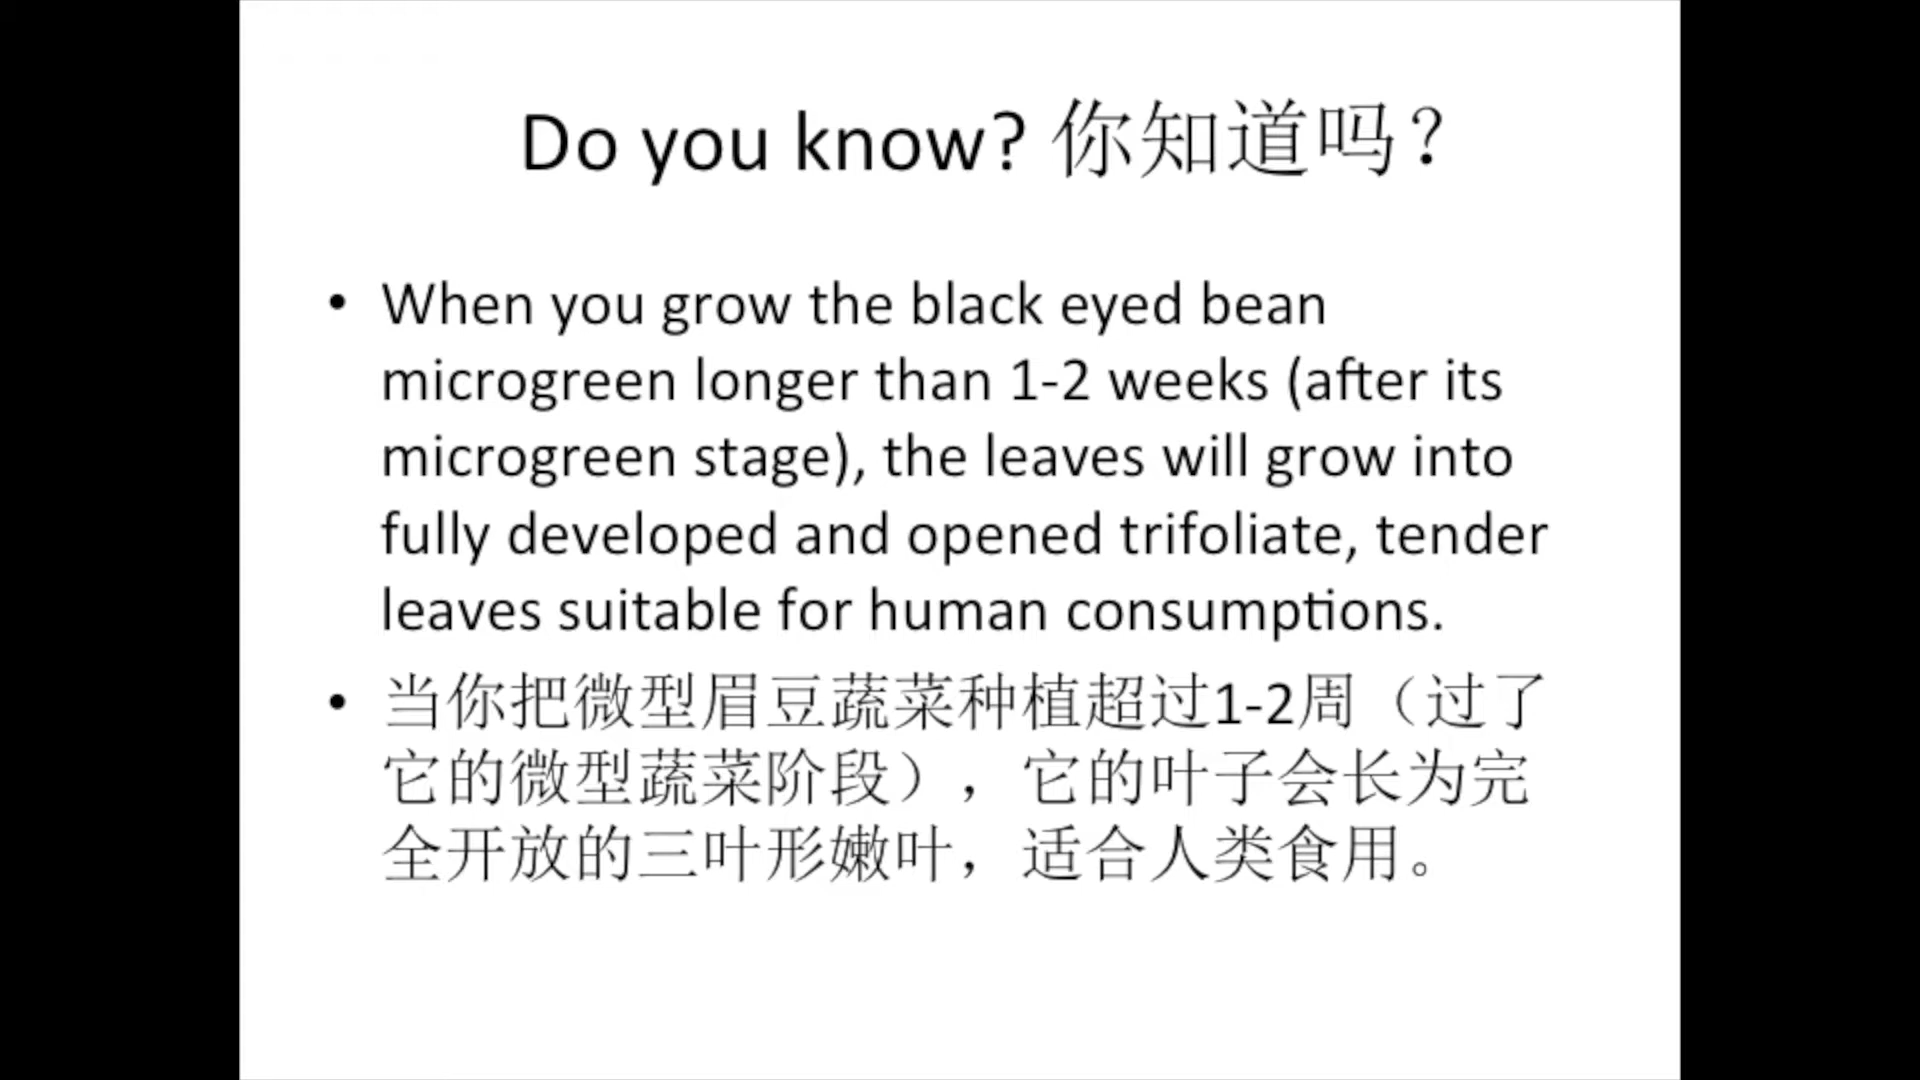 Do you know? 你知道吗？
• When you grow the black eyed bean
microgreen longer than 1-2 weeks (after its
microgreen stage), the leaves will grow into
fully developed and opened trifoliate, tender
leaves suitable for human consumptions.
• 当你把微型眉豆蔬菜种植超过1-2周（过了
它的微型蔬菜阶段），它的叶子会长为完
全开放的三叶形嫩叶，适合人类食用。